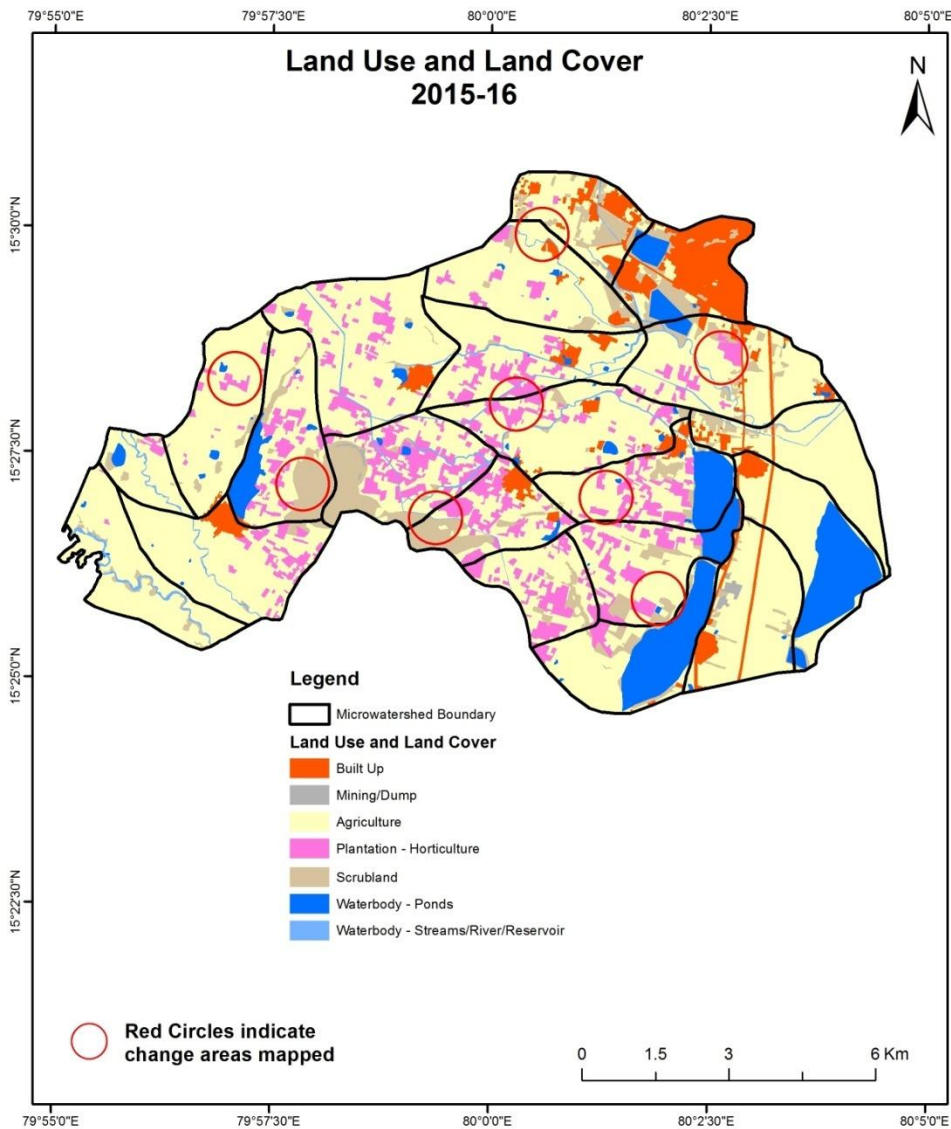 79°55'0"E 79°57'30"E 80°0'0"E 80°2'30"E 80°5'0"E
Land Use and Land Cover
2015-16
N
15°30'0"N
15°27'30"N
15°25'0"N
15°22'30"N
Legend
Microwatershed Boundary
Land Use and Land Cover
Built Up
Mining/Dump
Agriculture
Plantation - Horticulture
Scrubland
Waterbody - Ponds
Waterbody - Streams/River/Reservoir
Red Circles indicate
change areas mapped
0 1.5 3 6 Km
79°55'0"E 79°57'30"E 80°0'0"E 80°2'30"E 80°5'0"E